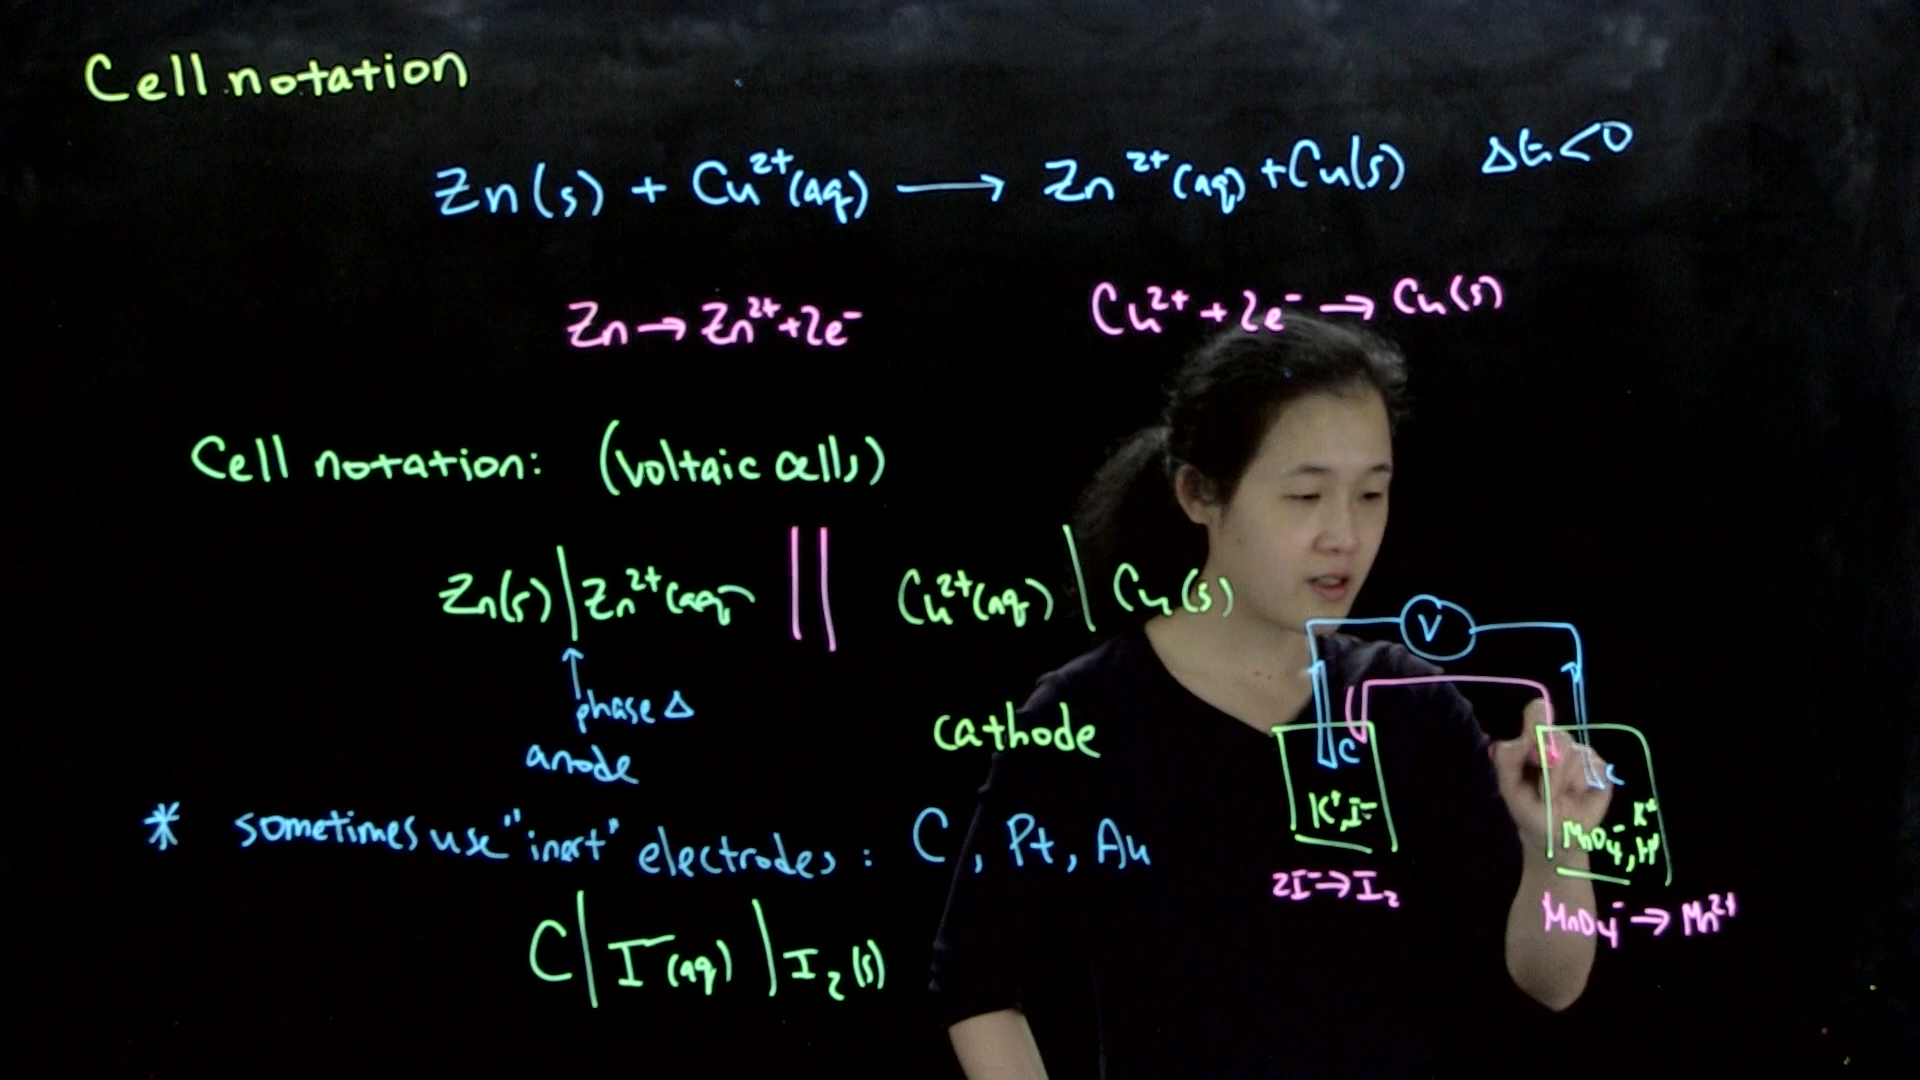 Cell notation
Zn(s) + Cu²⁺(aq) → Zn²⁺(aq) + Cu(s) ΔG<0
Zn → Zn²⁺+2e⁻
Cu²⁺ + 2e⁻ → Cu(s)
Cell notation: (voltaic cells)
Zn(s) | Zn²⁺(aq) || Cu²⁺(aq) | Cu(s)
↑ phase Δ
anode
cathode
V
C
C
K⁺, I⁻
MnO₄⁻, K⁺, H⁺
2I⁻ → I₂
MnO₄⁻ → Mn²⁺
* sometimes use "inert" electrodes: C, Pt, Au
C | I⁻(aq) | I₂(s)